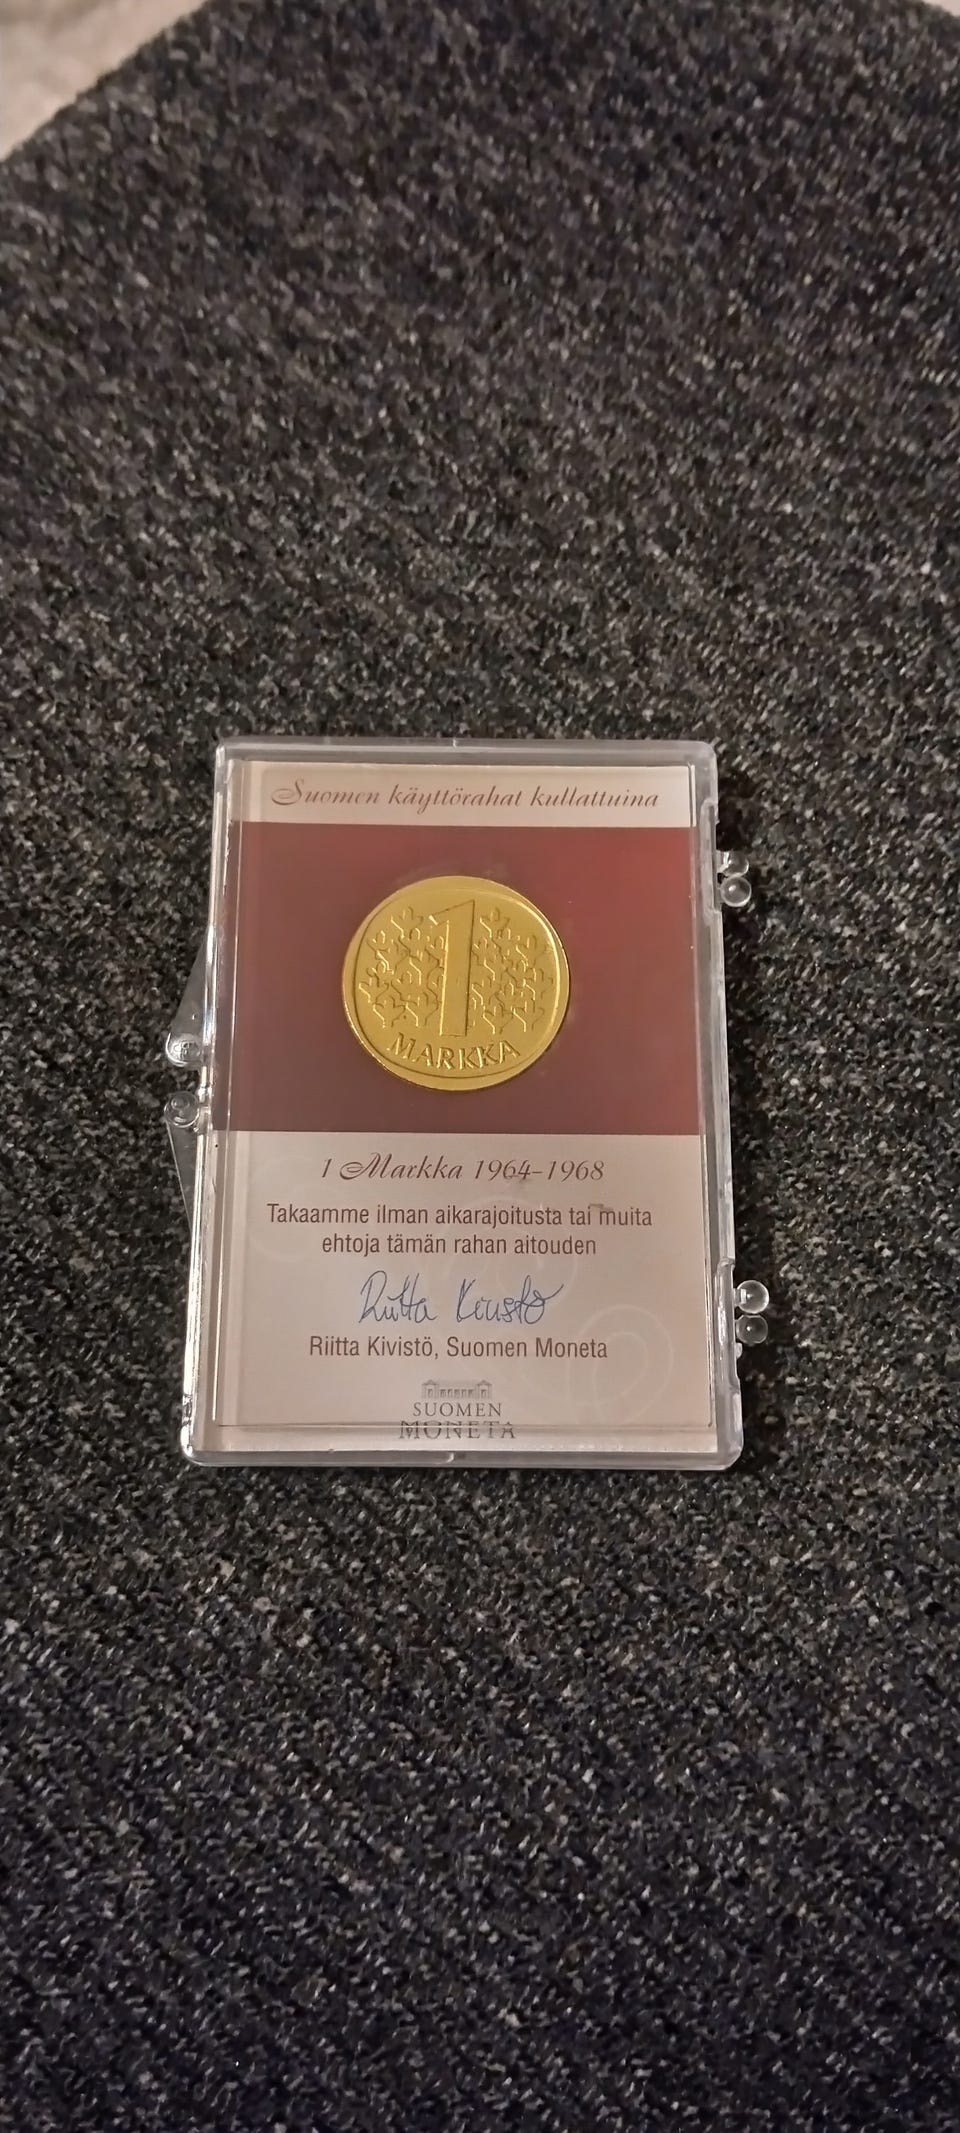 Suomen käyttörahat kullattuina
1
MARKKA
1 Markka 1964–1968
Takaamme ilman aikarajoitusta tai muita
ehtoja tämän rahan aitouden
Riitta Kivistö
Riitta Kivistö, Suomen Moneta
SUOMEN
MONETA